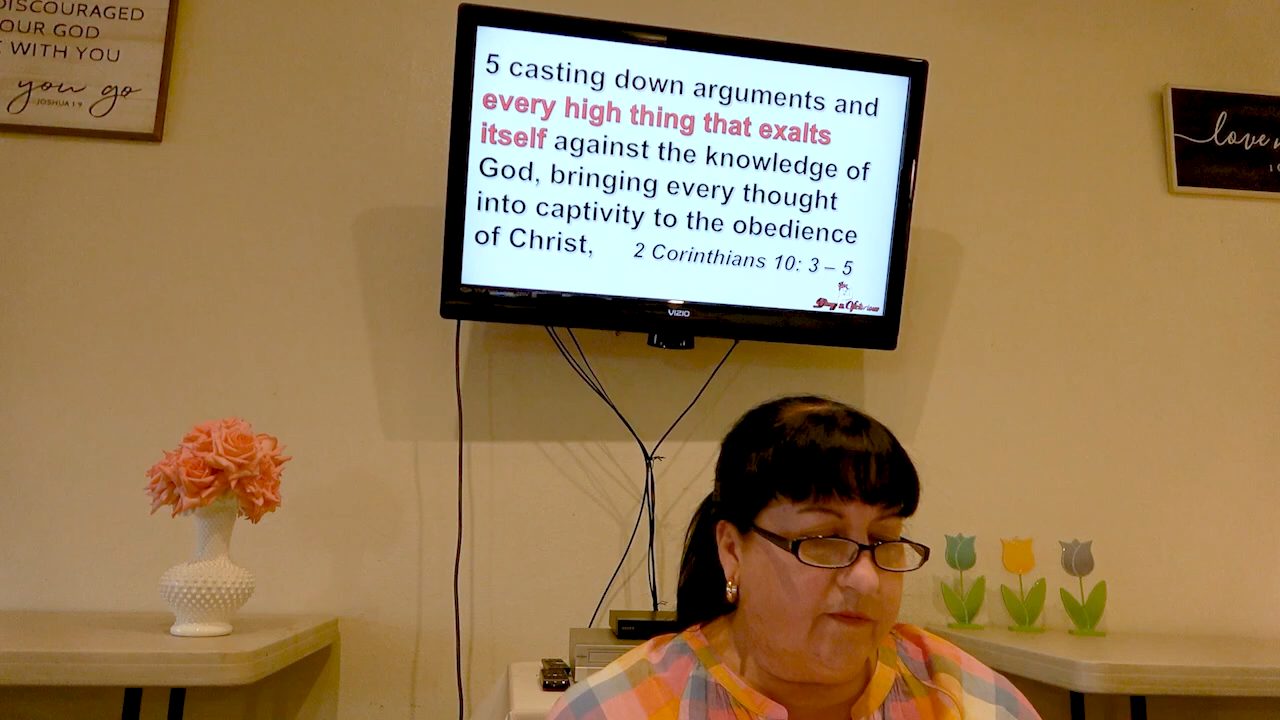 DISCOURAGED
OUR GOD
WITH YOU
you go
JOSHUA 1:9
5 casting down arguments and
every high thing that exalts
itself against the knowledge of
God, bringing every thought
into captivity to the obedience
of Christ, 2 Corinthians 10: 3 – 5
VIZIO
love